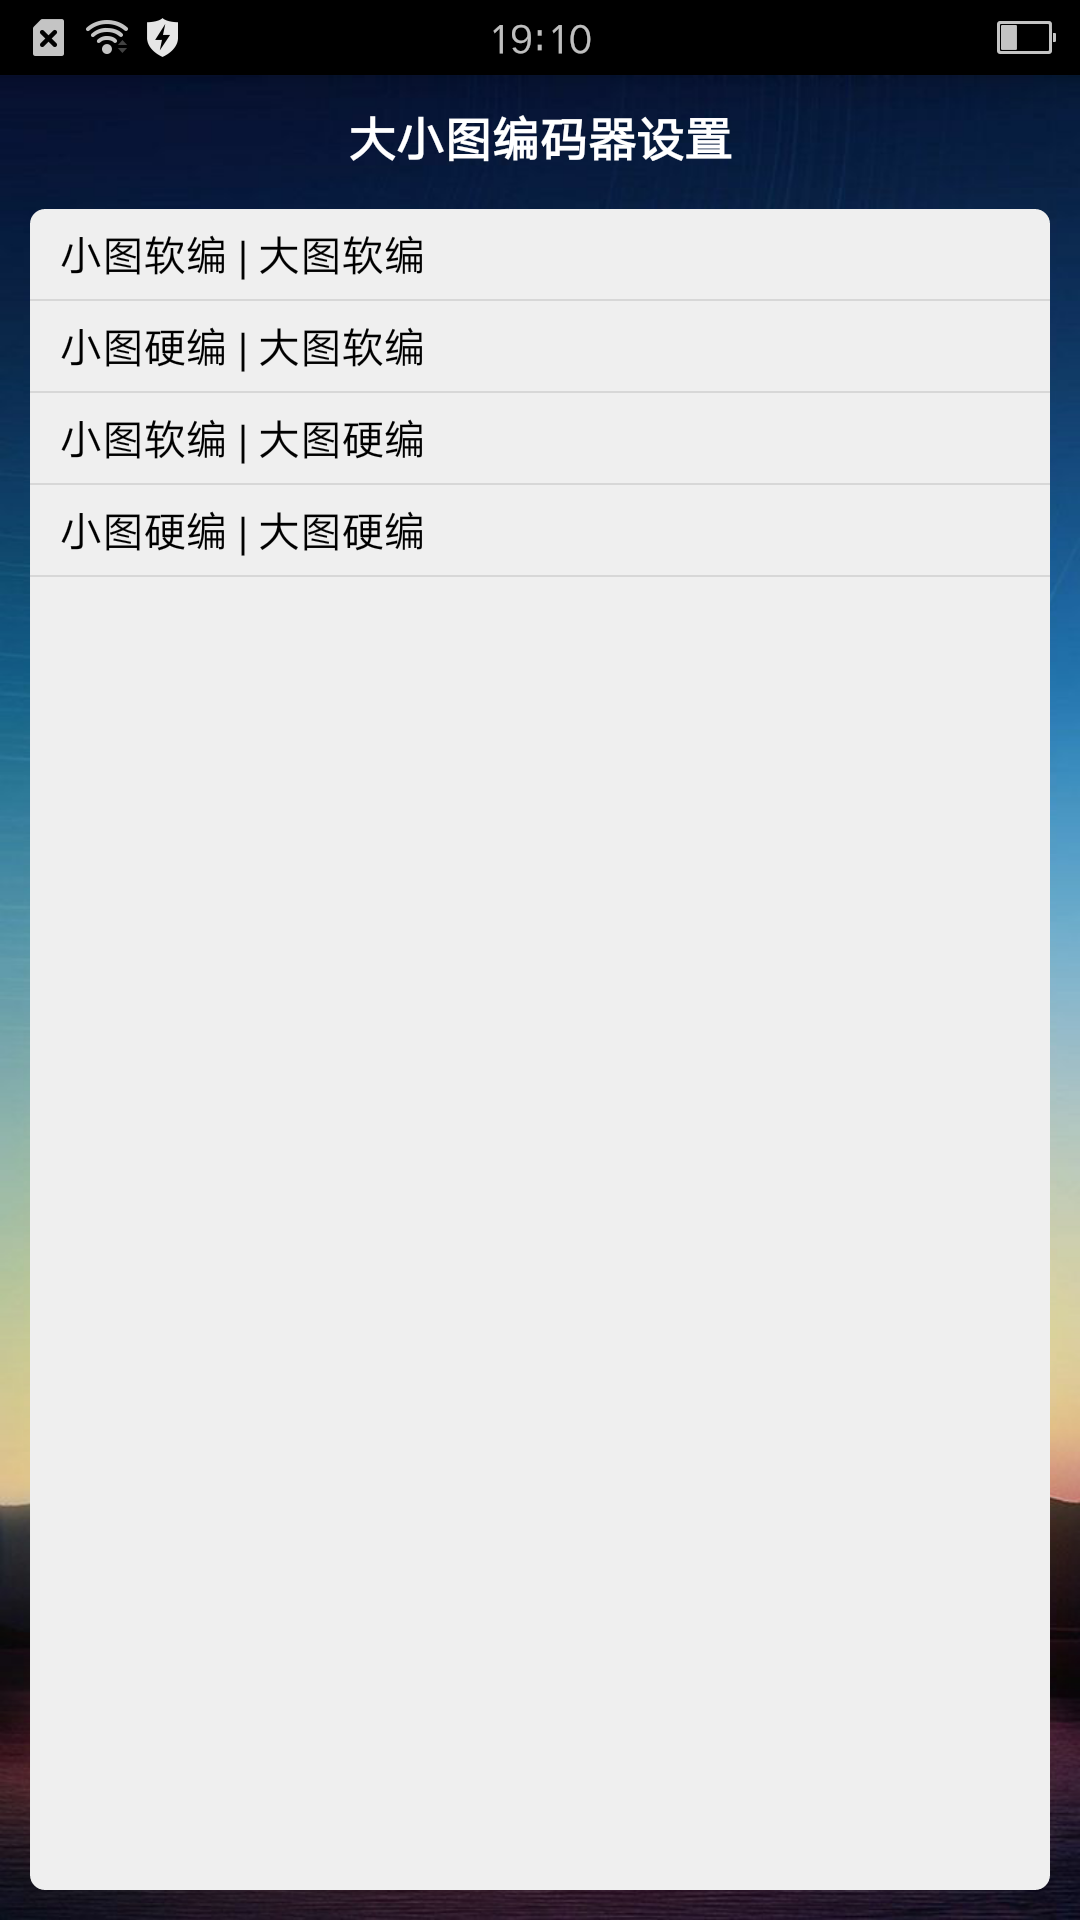 19:10
大小图编码器设置
小图软编 | 大图软编
小图硬编 | 大图软编
小图软编 | 大图硬编
小图硬编 | 大图硬编